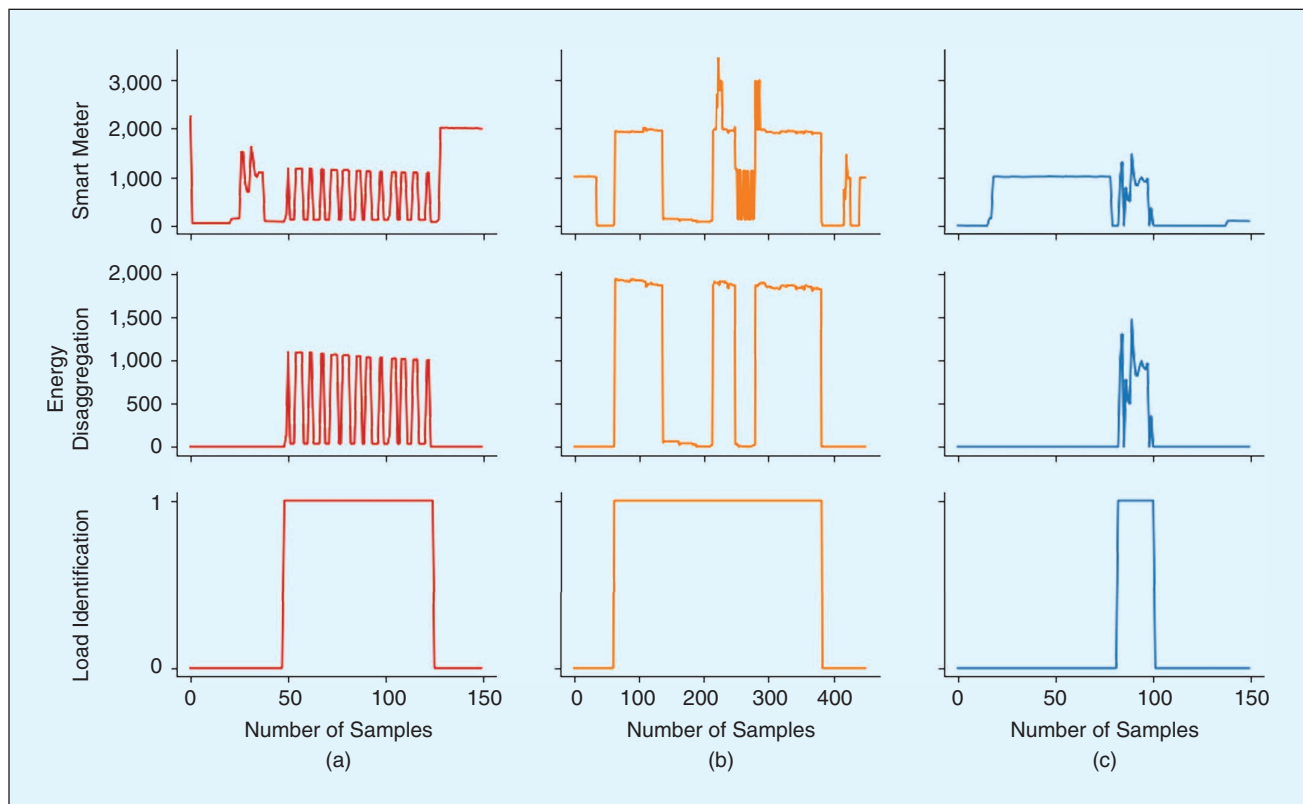 Smart Meter
3,000
2,000
1,000
0
Energy
Disaggregation
2,000
1,500
1,000
500
0
Load Identification
1
0
0 50 100 150
0 100 200 300 400
0 50 100 150
Number of Samples
Number of Samples
Number of Samples
(a)
(b)
(c)